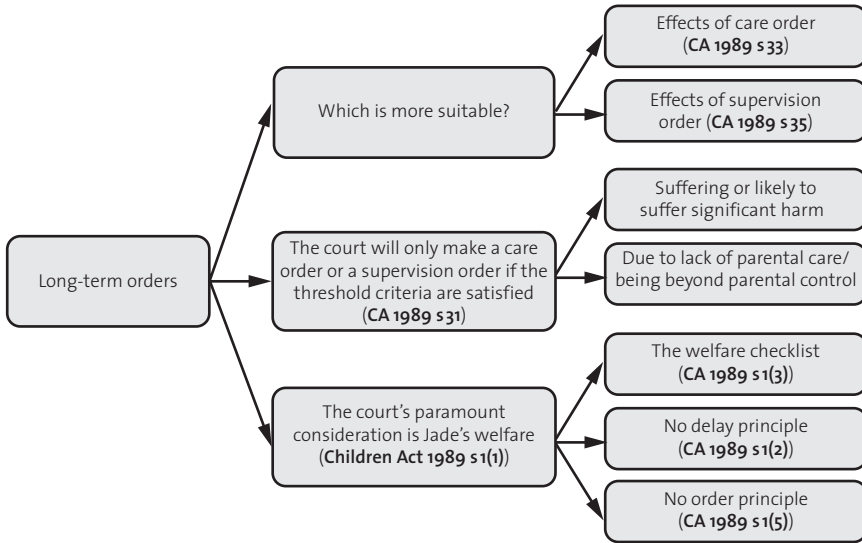 Long-term orders
Which is more suitable?
Effects of care order
(CA 1989 s 33)
Effects of supervision
order (CA 1989 s 35)
The court will only make a care
order or a supervision order if the
threshold criteria are satisfied
(CA 1989 s 31)
Suffering or likely to
suffer significant harm
Due to lack of parental care/
being beyond parental control
The court's paramount
consideration is Jade's welfare
(Children Act 1989 s 1(1))
The welfare checklist
(CA 1989 s 1(3))
No delay principle
(CA 1989 s 1(2))
No order principle
(CA 1989 s 1(5))